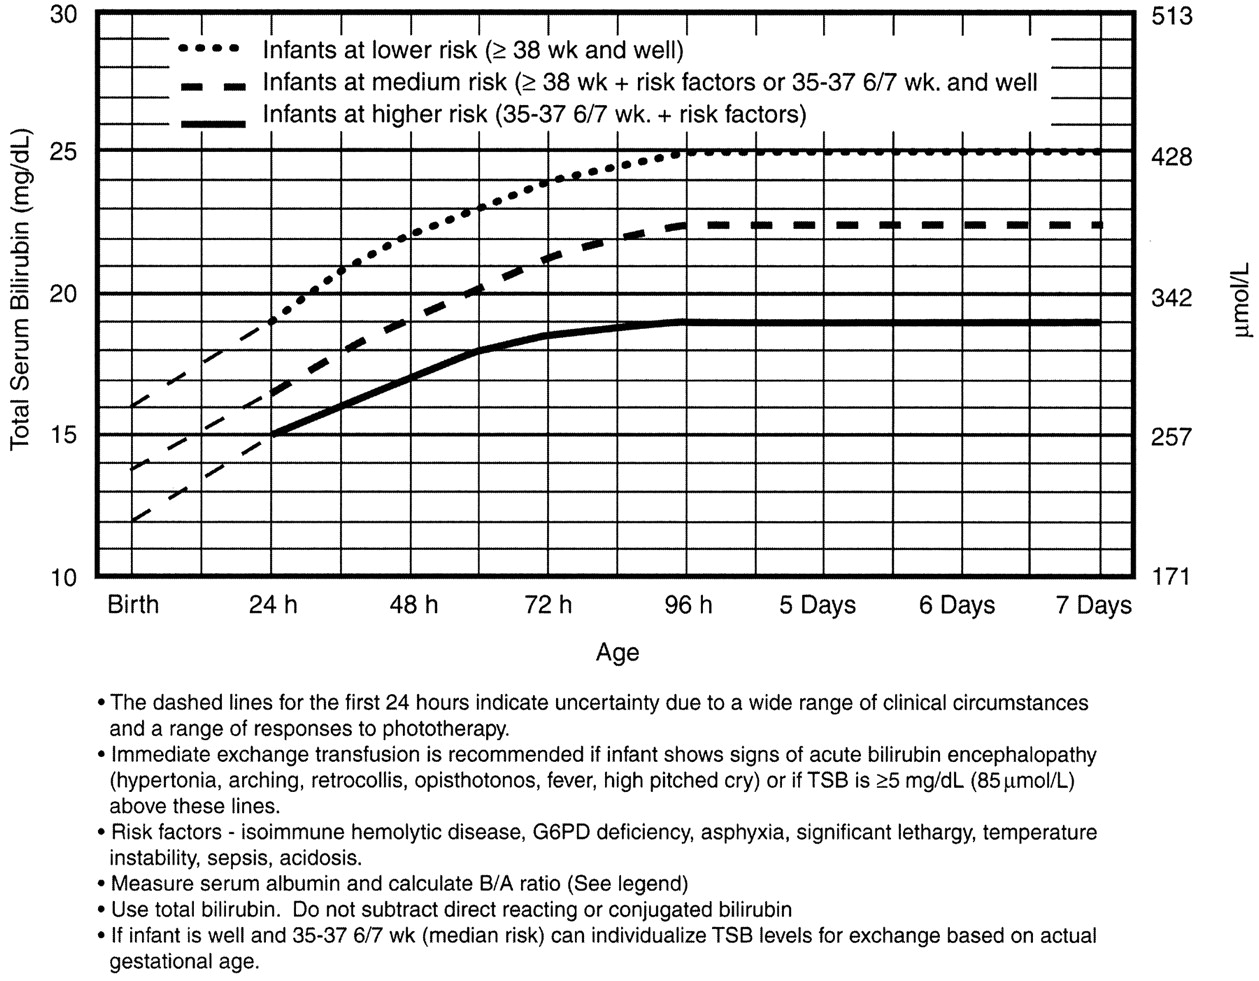 30
513
Infants at lower risk (≥ 38 wk and well)
Infants at medium risk (≥ 38 wk + risk factors or 35-37 6/7 wk. and well
Infants at higher risk (35-37 6/7 wk. + risk factors)
25
428
Total Serum Bilirubin (mg/dL)
20
342
µmol/L
15
257
10
171
Birth 24 h 48 h 72 h 96 h 5 Days 6 Days 7 Days
Age
• The dashed lines for the first 24 hours indicate uncertainty due to a wide range of clinical circumstances
and a range of responses to phototherapy.
• Immediate exchange transfusion is recommended if infant shows signs of acute bilirubin encephalopathy
(hypertonia, arching, retrocollis, opisthotonos, fever, high pitched cry) or if TSB is ≥5 mg/dL (85 µmol/L)
above these lines.
• Risk factors - isoimmune hemolytic disease, G6PD deficiency, asphyxia, significant lethargy, temperature
instability, sepsis, acidosis.
• Measure serum albumin and calculate B/A ratio (See legend)
• Use total bilirubin. Do not subtract direct reacting or conjugated bilirubin
• If infant is well and 35-37 6/7 wk (median risk) can individualize TSB levels for exchange based on actual
gestational age.